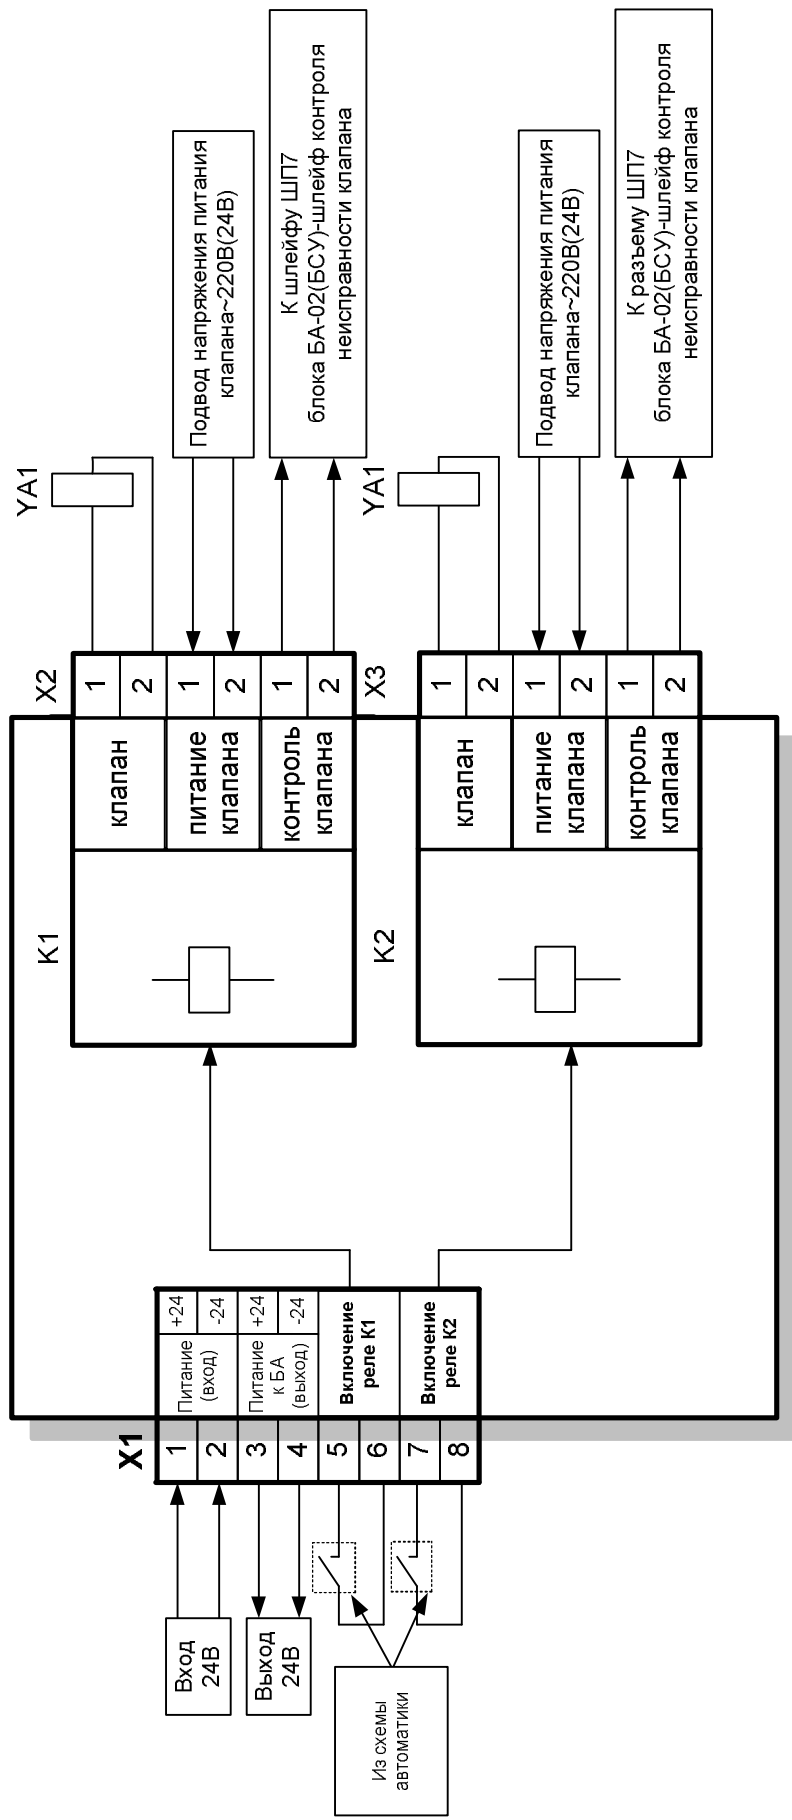 X1
Вход
24В
Выход
24В
Из схемы
автоматики
1
2
3
4
5
6
7
8
Питание
(вход)
+24
-24
Питание
к БА
(выход)
+24
-24
Включение
реле К1
Включение
реле К2
К1
клапан
питание
клапана
контроль
клапана
X2
1
2
1
2
1
2
YA1
Подвод напряжения питания
клапана~220В(24В)
К шлейфу ШП7
блока БА-02(БСУ)-шлейф контроля
неисправности клапана
К2
клапан
питание
клапана
контроль
клапана
X3
1
2
1
2
1
2
YA1
Подвод напряжения питания
клапана~220В(24В)
К разъему ШП7
блока БА-02(БСУ)-шлейф контроля
неисправности клапана